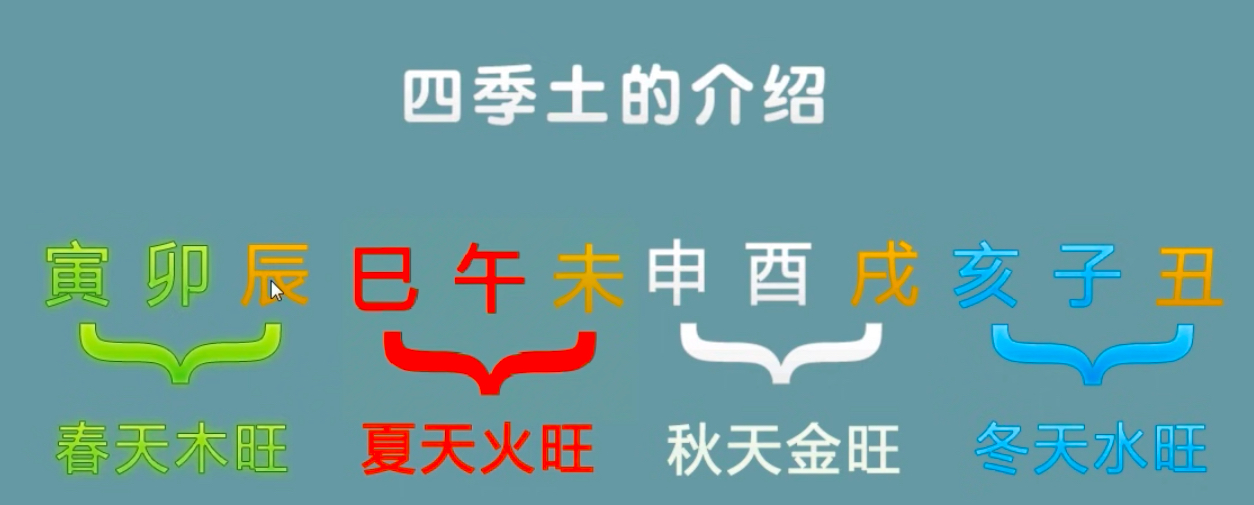 四季土的介绍
寅 卯 辰 巳 午 未 申 酉 戌 亥 子 丑
春天木旺 夏天火旺 秋天金旺 冬天水旺